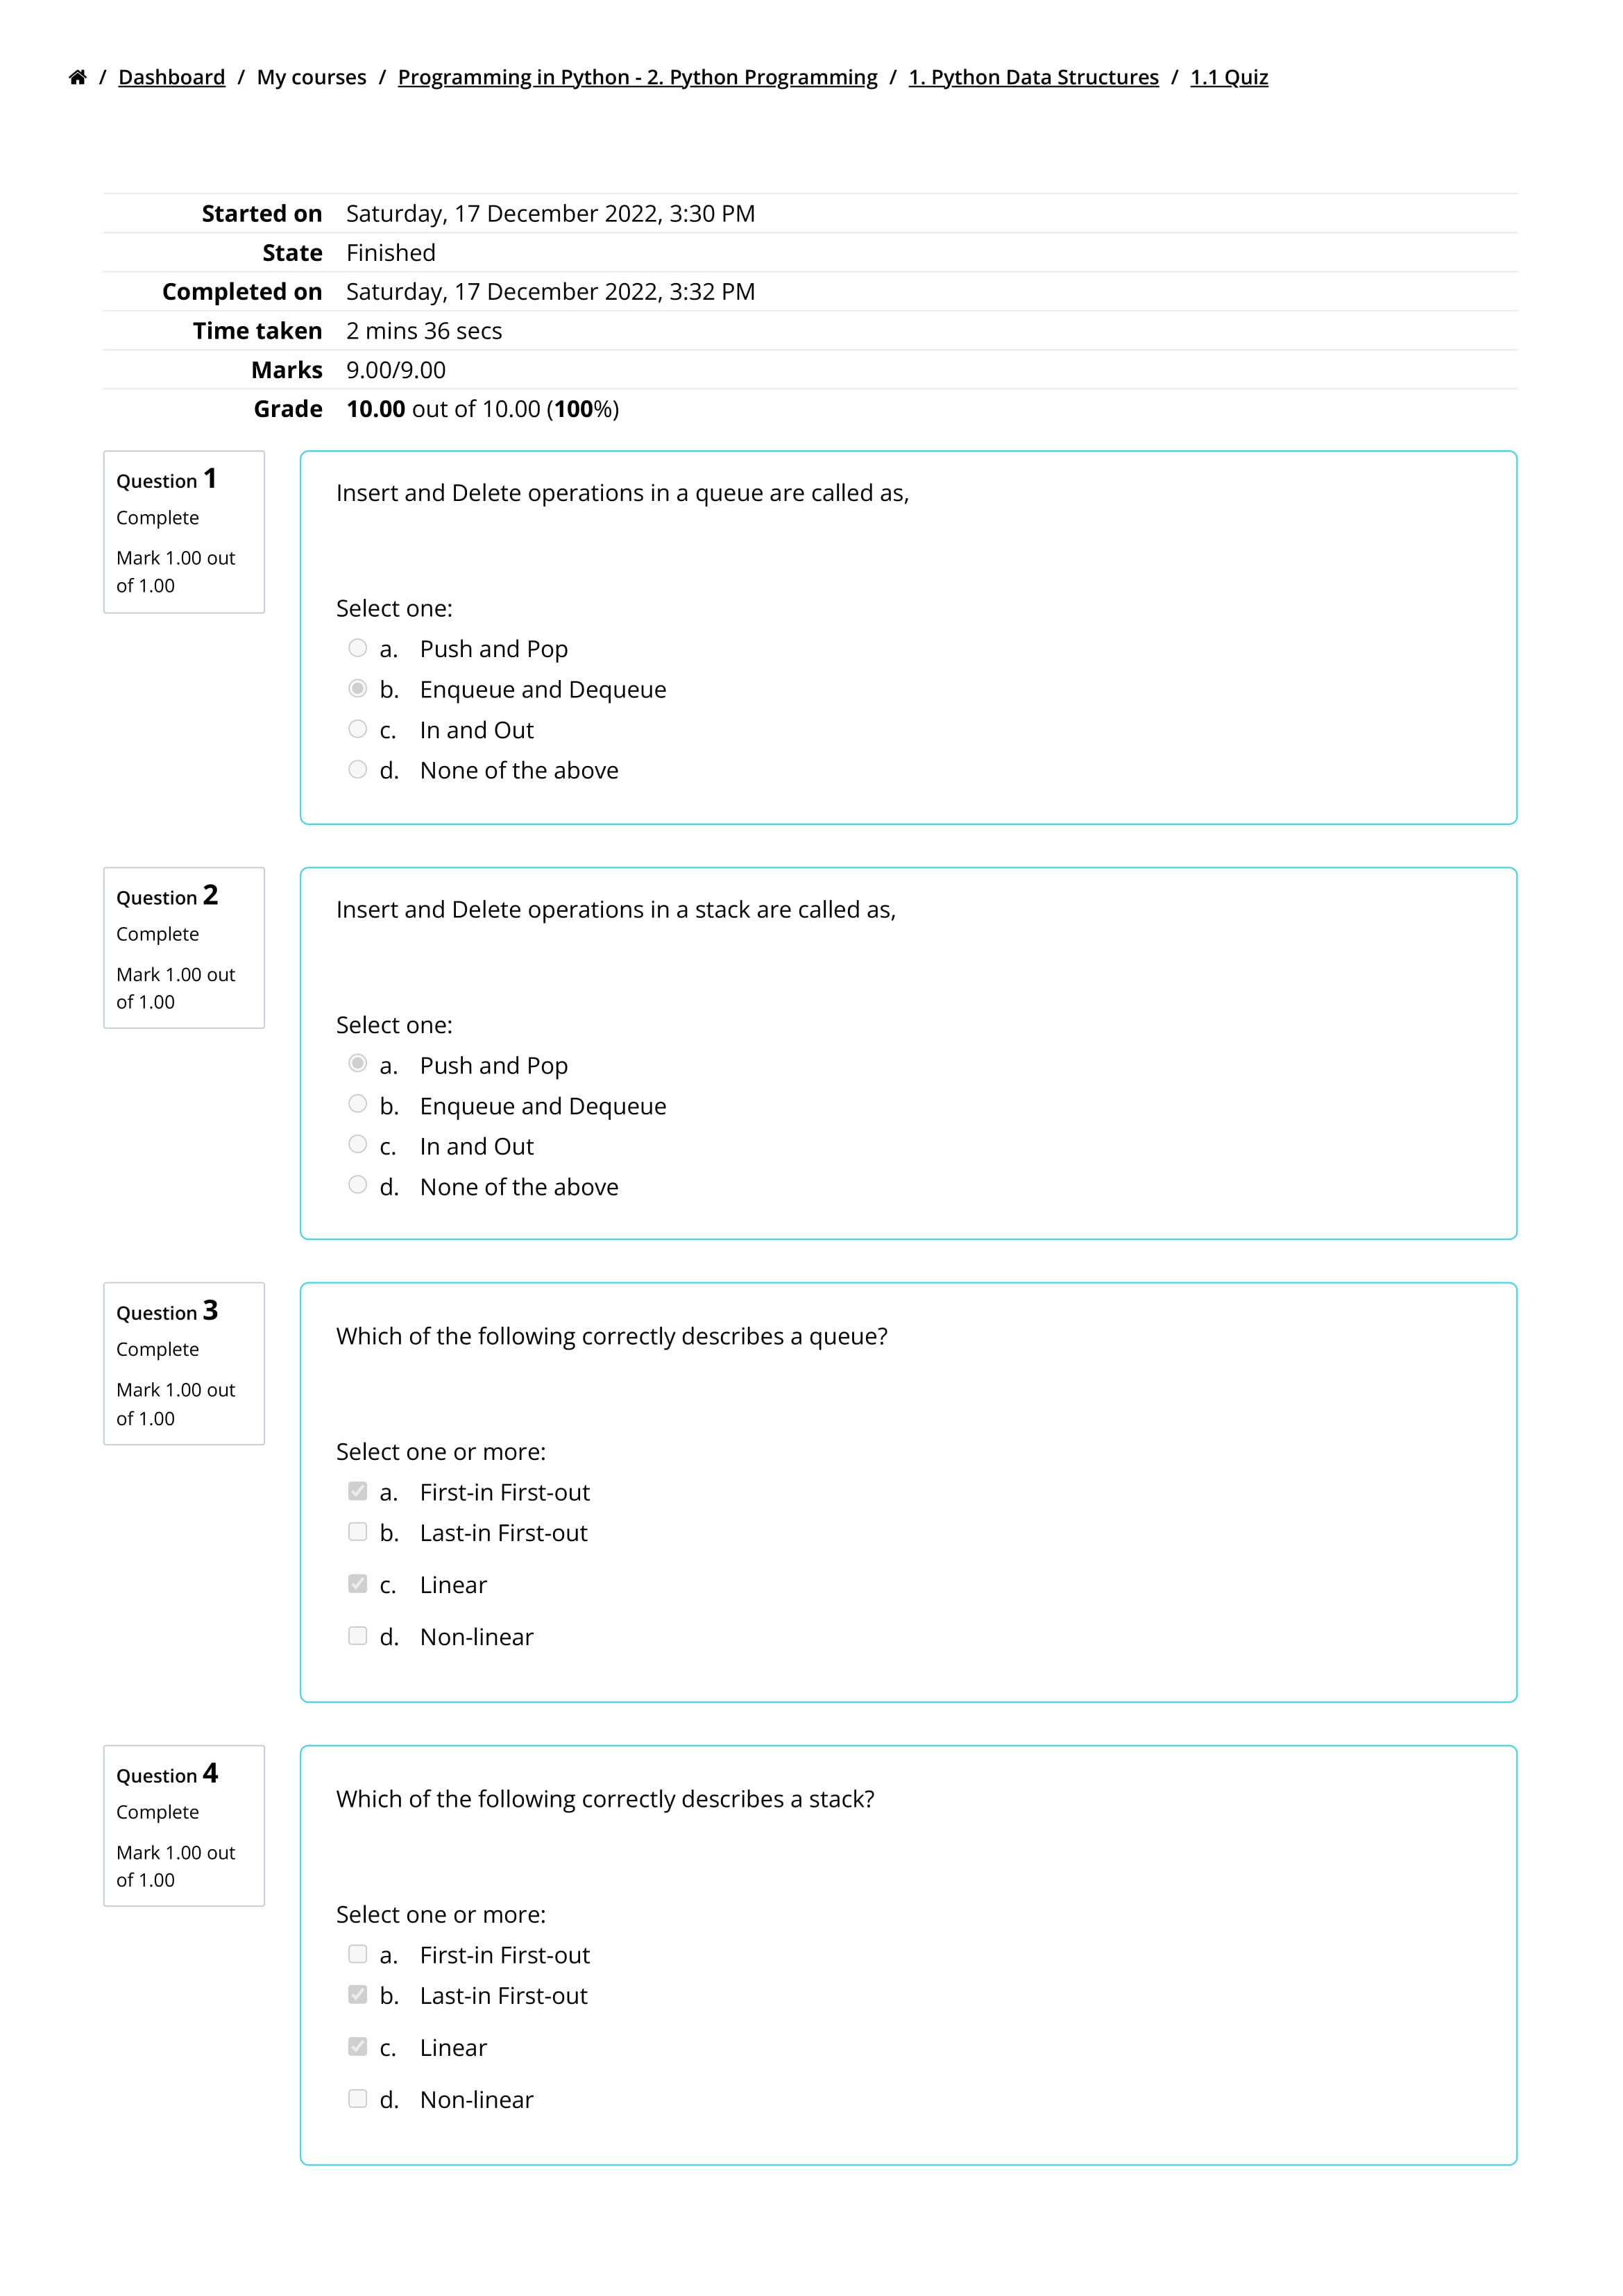 / Dashboard / My courses / Programming in Python - 2. Python Programming / 1. Python Data Structures / 1.1 Quiz
Started on Saturday, 17 December 2022, 3:30 PM
State Finished
Completed on Saturday, 17 December 2022, 3:32 PM
Time taken 2 mins 36 secs
Marks 9.00/9.00
Grade 10.00 out of 10.00 (100%)
Question 1
Complete
Mark 1.00 out
of 1.00
Insert and Delete operations in a queue are called as,
Select one:
a. Push and Pop
b. Enqueue and Dequeue
c. In and Out
d. None of the above
Question 2
Complete
Mark 1.00 out
of 1.00
Insert and Delete operations in a stack are called as,
Select one:
a. Push and Pop
b. Enqueue and Dequeue
c. In and Out
d. None of the above
Question 3
Complete
Mark 1.00 out
of 1.00
Which of the following correctly describes a queue?
Select one or more:
a. First-in First-out
b. Last-in First-out
c. Linear
d. Non-linear
Question 4
Complete
Mark 1.00 out
of 1.00
Which of the following correctly describes a stack?
Select one or more:
a. First-in First-out
b. Last-in First-out
c. Linear
d. Non-linear